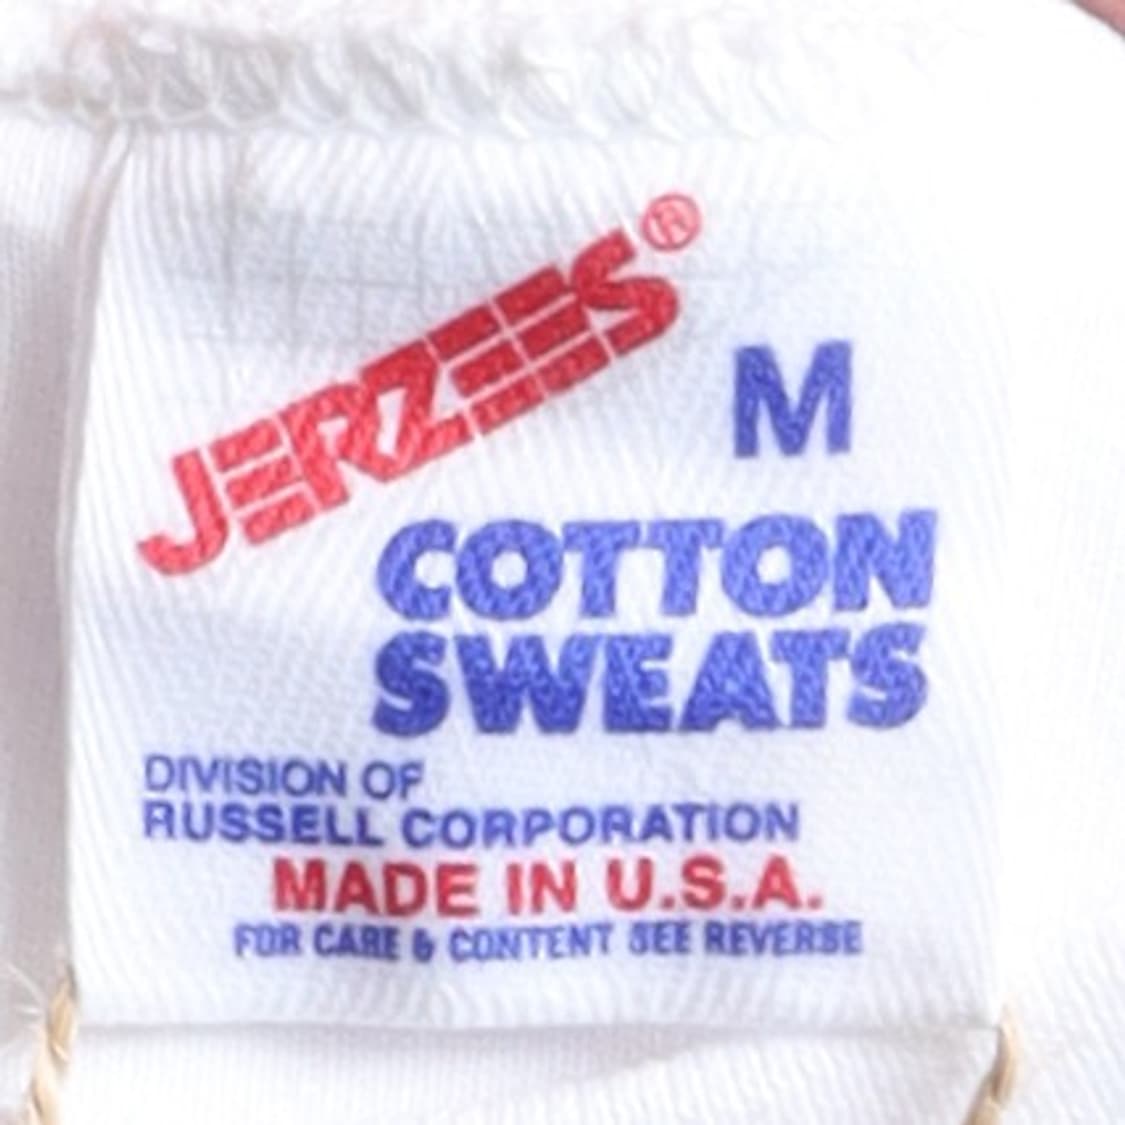 JERZEES®
M
COTTON
SWEATS
DIVISION OF
RUSSELL CORPORATION
MADE IN U.S.A.
FOR CARE & CONTENT SEE REVERSE